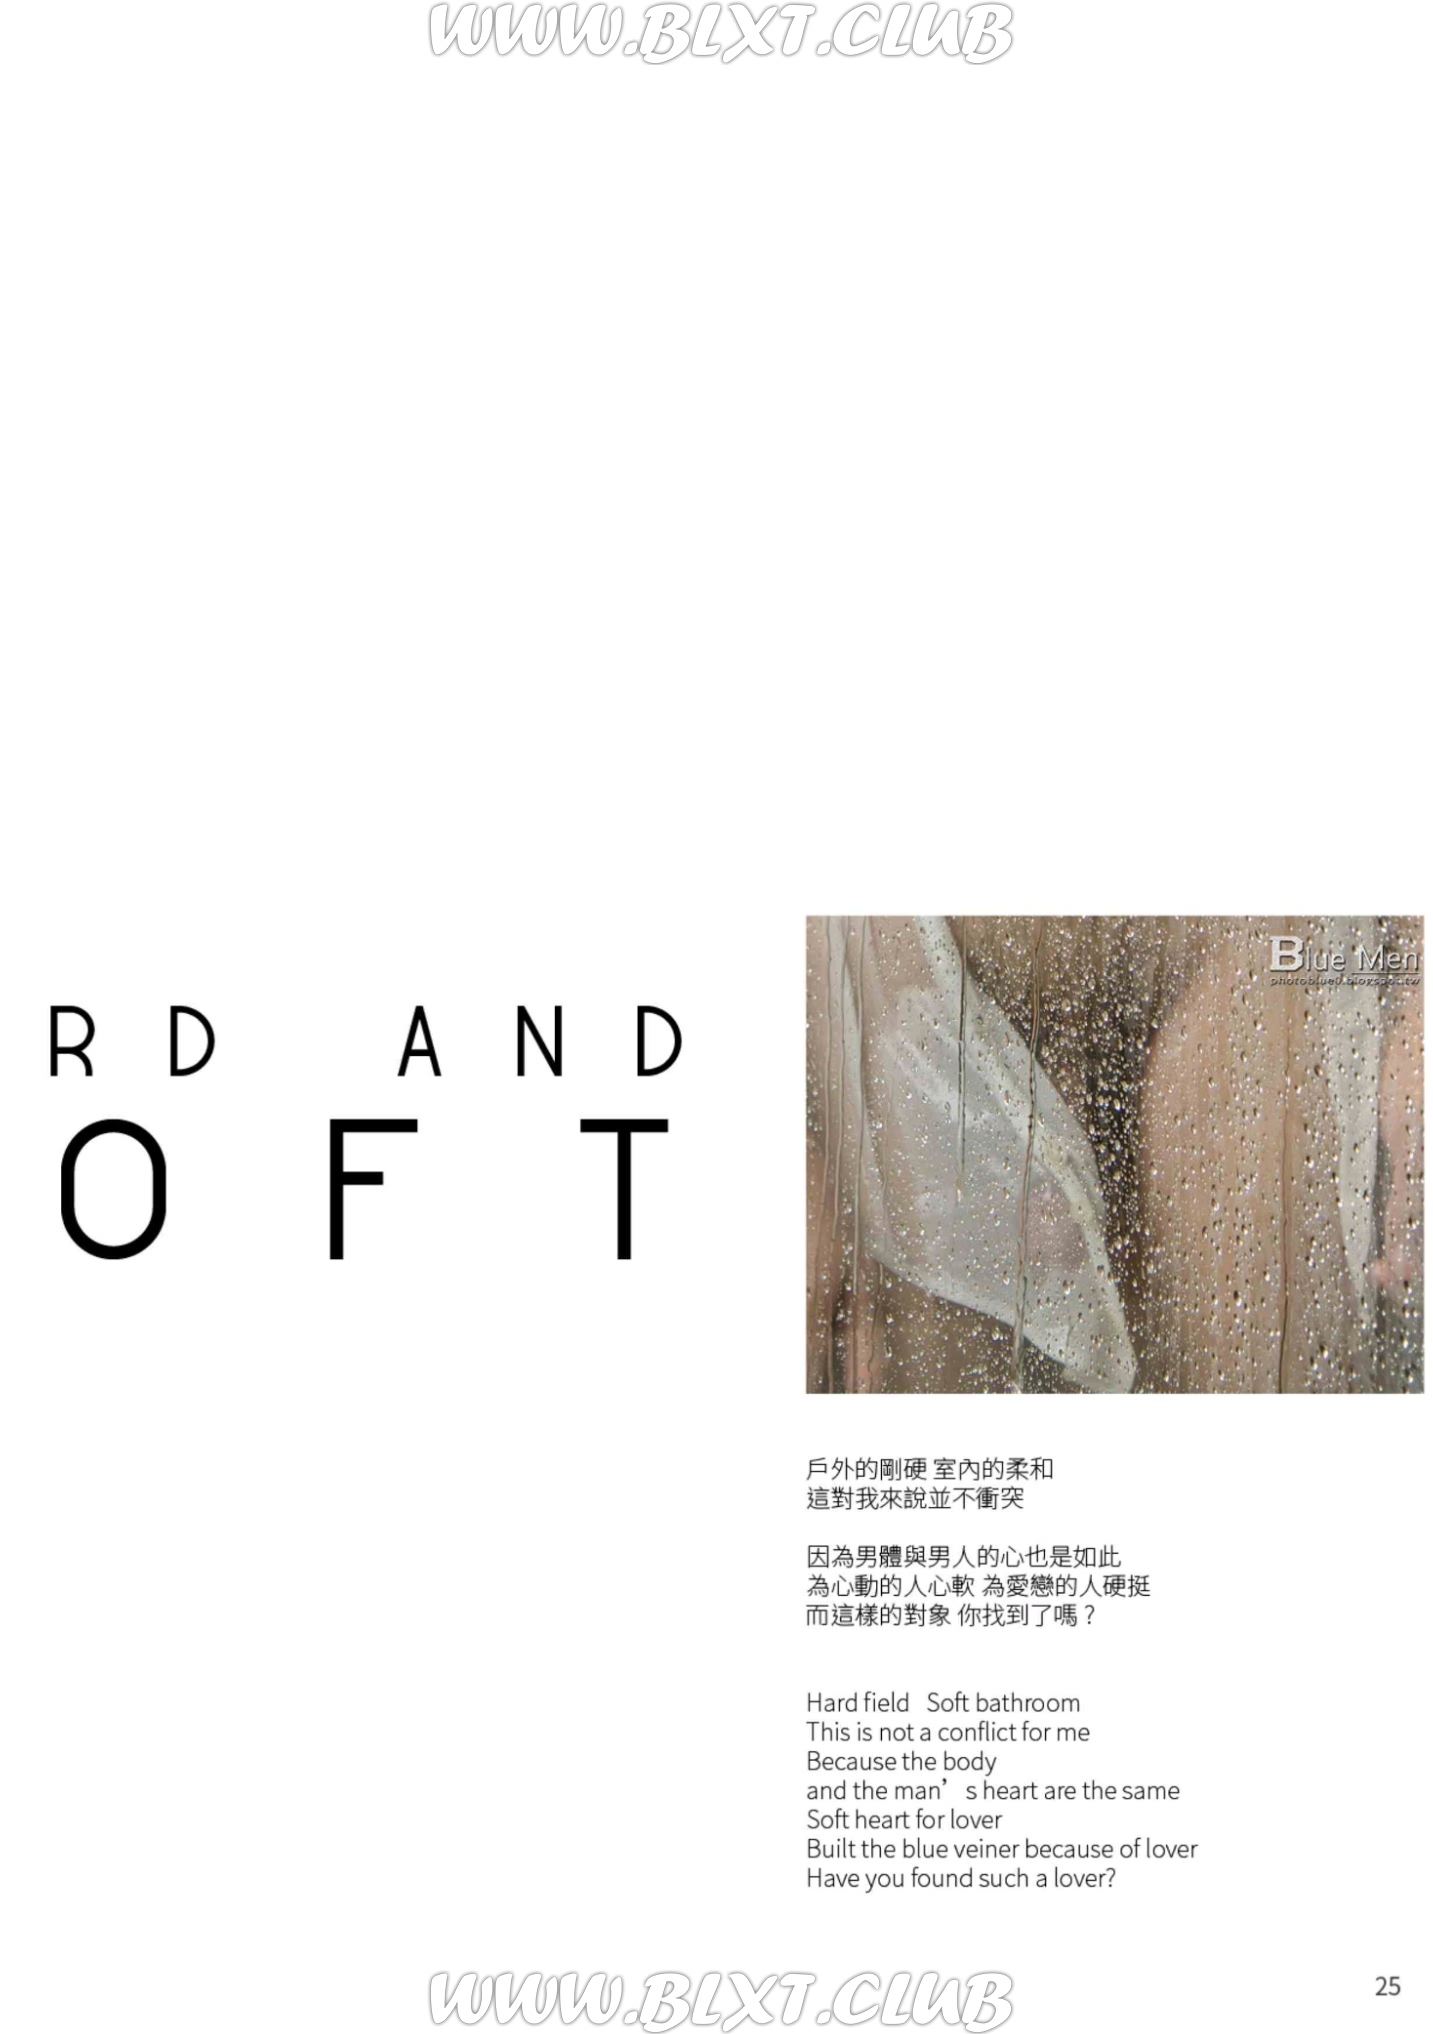 WWW.BLXT.CLUB
Blue Men
photoblue0.blogspot.tw
RD AND
OFT
戶外的剛硬 室內的柔和
這對我來說並不衝突
因為男體與男人的心也是如此
為心動的人心軟 為愛戀的人硬挺
而這樣的對象 你找到了嗎？
Hard field Soft bathroom
This is not a conflict for me
Because the body
and the man’s heart are the same
Soft heart for lover
Built the blue veiner because of lover
Have you found such a lover?
25
WWW.BLXT.CLUB